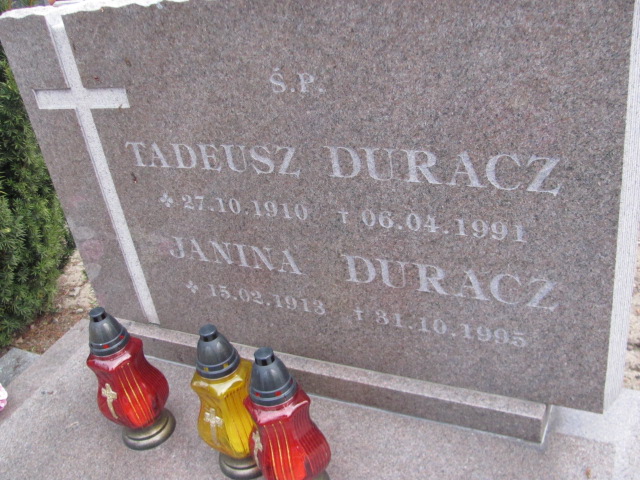 Ś.P.
TADEUSZ DURACZ
* 27.10.1910 † 06.04.1991
JANINA DURACZ
* 15.02.1913 † 31.10.1995